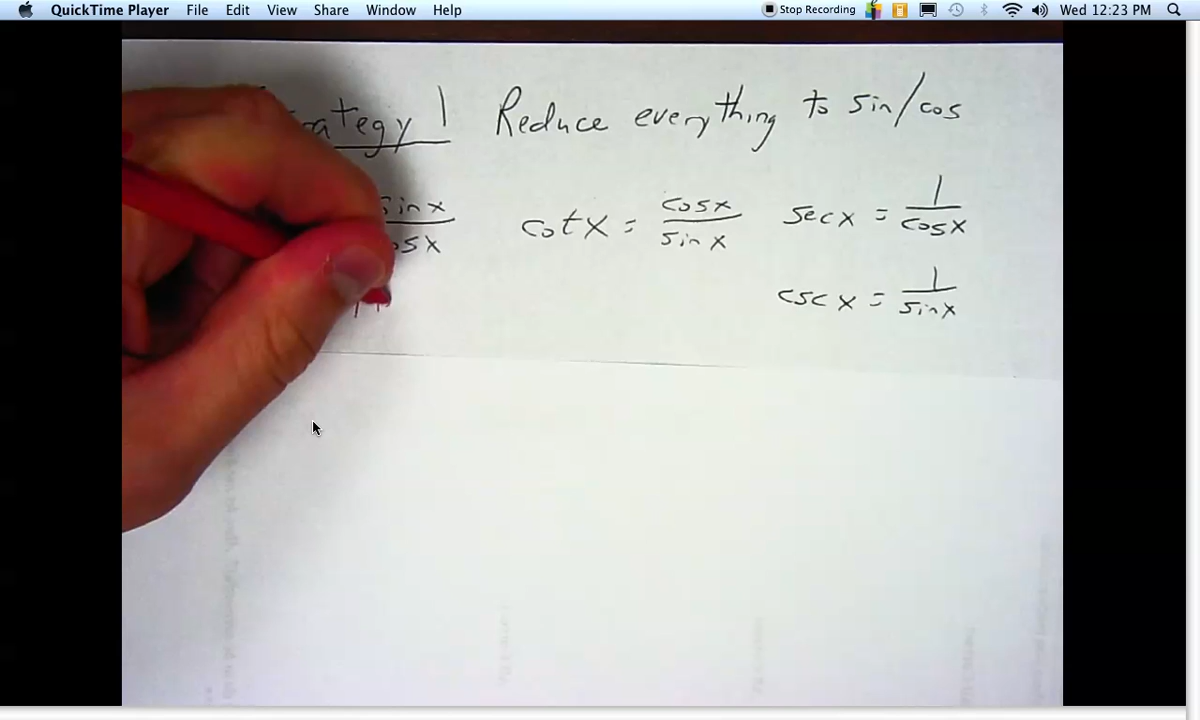 QuickTime Player File Edit View Share Window Help Stop Recording Wed 12:23 PM
Reduce everything to sin/cos
sin x / cos x cot x = cos x / sin x sec x = 1 / cos x
csc x = 1 / sin x